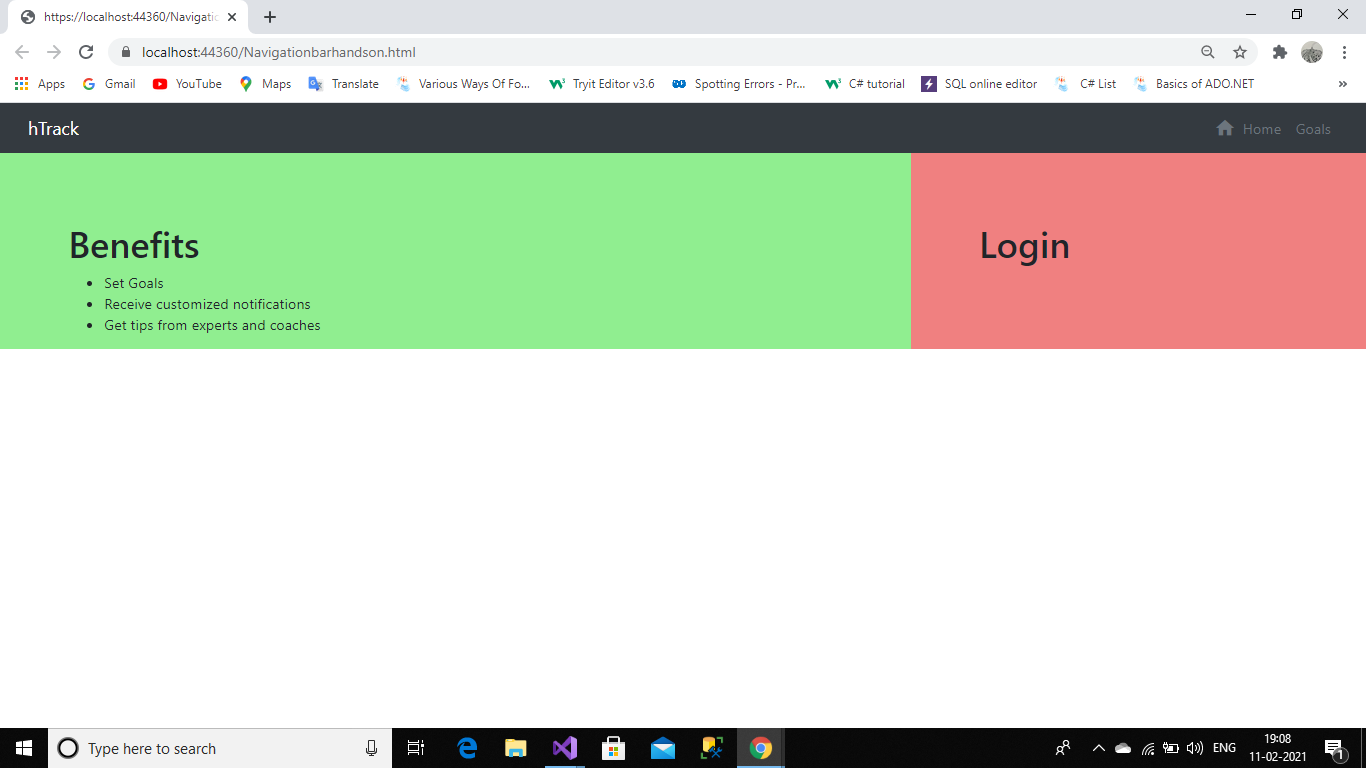 https://localhost:44360/Navigatio
localhost:44360/Navigationbarhandson.html
Apps Gmail YouTube Maps Translate Various Ways Of Fo... Tryit Editor v3.6 Spotting Errors - Pr... C# tutorial SQL online editor C# List Basics of ADO.NET »
hTrack Home Goals
Benefits
Login
• Set Goals
• Receive customized notifications
• Get tips from experts and coaches
Type here to search
ENG
19:08
11-02-2021
1